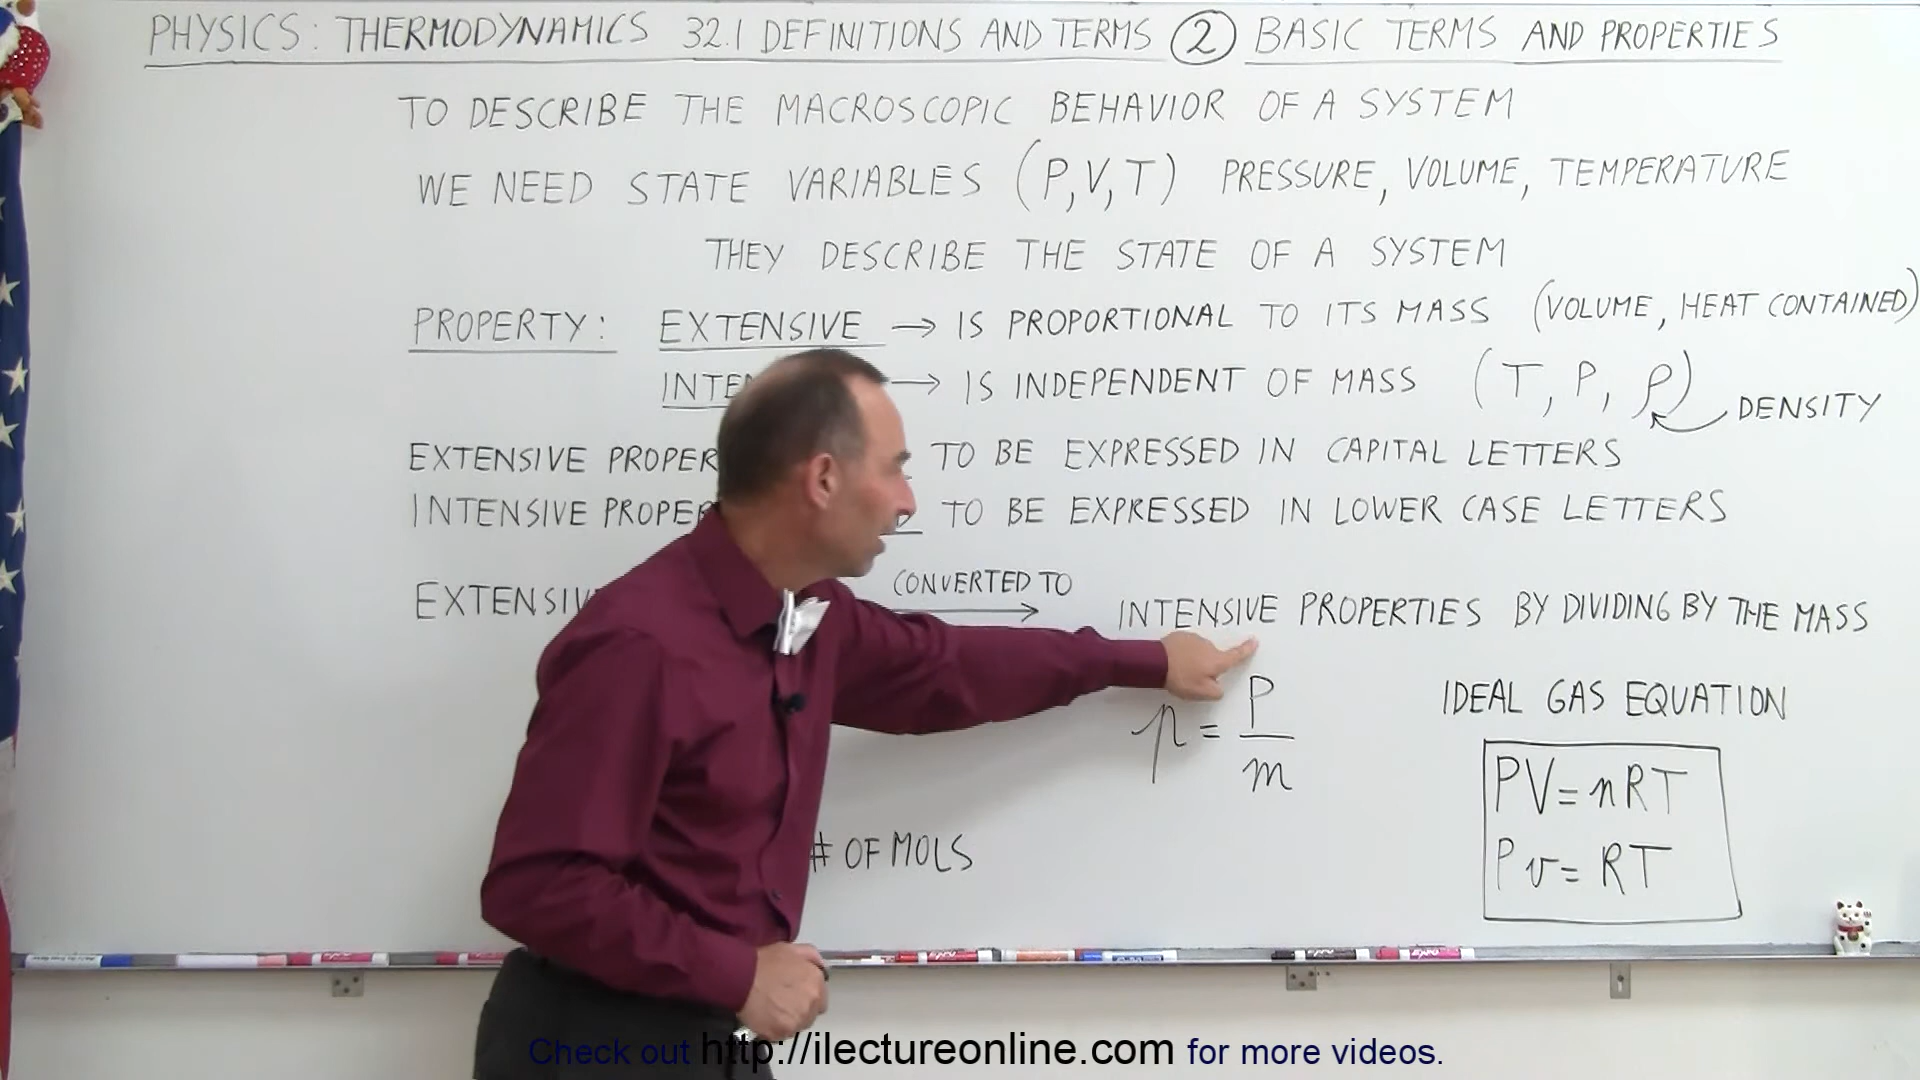 PHYSICS: THERMODYNAMICS 32.1 DEFINITIONS AND TERMS ② BASIC TERMS AND PROPERTIES
TO DESCRIBE THE MACROSCOPIC BEHAVIOR OF A SYSTEM
WE NEED STATE VARIABLES (P,V,T) PRESSURE, VOLUME, TEMPERATURE
THEY DESCRIBE THE STATE OF A SYSTEM
PROPERTY: EXTENSIVE → IS PROPORTIONAL TO ITS MASS (VOLUME, HEAT CONTAINED)
→ IS INDEPENDENT OF MASS (T, P, ρ) DENSITY
EXTENSIVE TO BE EXPRESSED IN CAPITAL LETTERS
INTENSIVE TO BE EXPRESSED IN LOWER CASE LETTERS
CONVERTED TO
→ INTENSIVE PROPERTIES BY DIVIDING BY THE MASS
p = P/m
IDEAL GAS EQUATION
PV = nRT
Pv = RT
# OF MOLS
Check out http://ilectureonline.com for more videos.